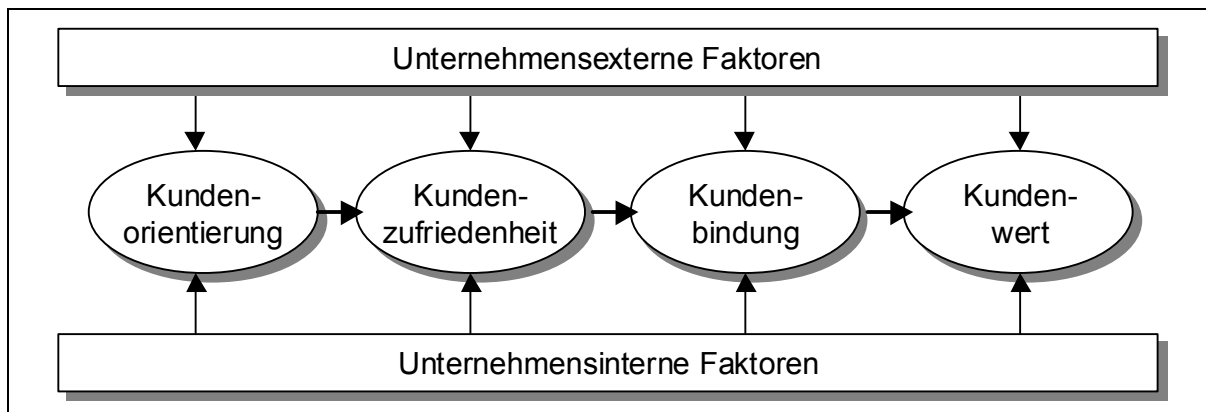 Unternehmensexterne Faktoren
Kunden-
orientierung
Kunden-
zufriedenheit
Kunden-
bindung
Kunden-
wert
Unternehmensinterne Faktoren